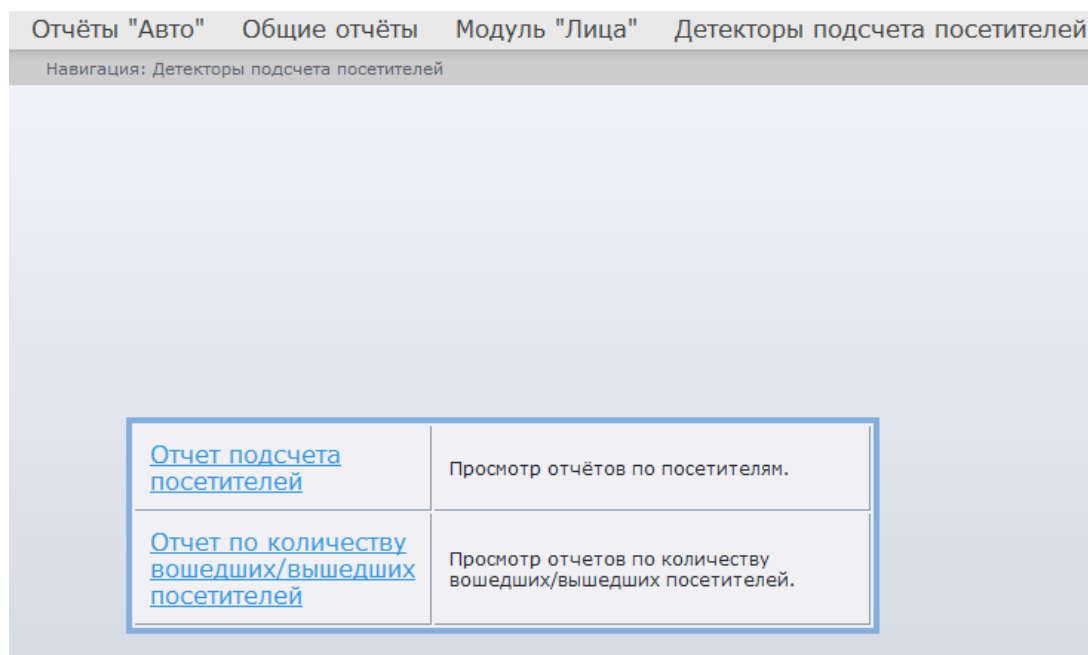 Отчёты "Авто" Общие отчёты Модуль "Лица" Детекторы подсчета посетителей
Навигация: Детекторы подсчета посетителей
Отчет подсчета
посетителей
Просмотр отчётов по посетителям.
Отчет по количеству
вошедших/вышедших
посетителей
Просмотр отчетов по количеству
вошедших/вышедших посетителей.